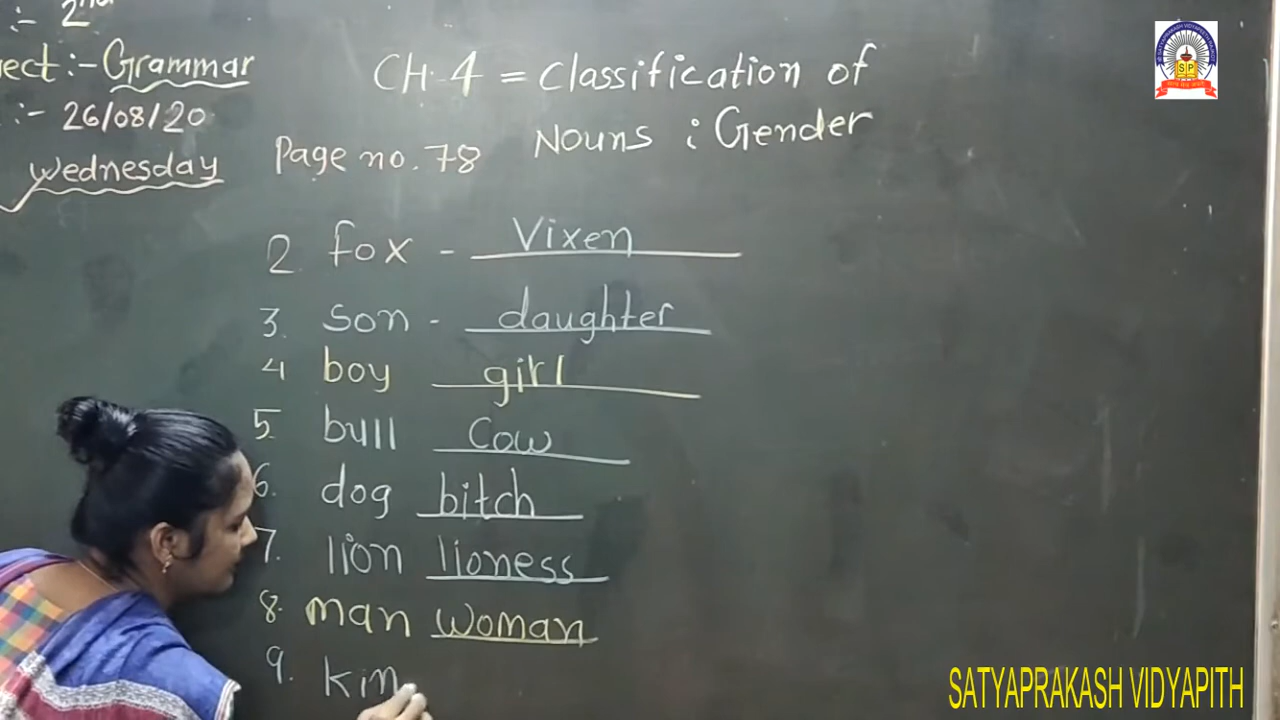 :- 2nd
ect :- Grammar
:- 26/08/20
Wednesday
CH. 4 = Classification of
Nouns : Gender
Page no. 78
2 fox - Vixen
3. son - daughter
4 boy girl
5 bull Cow
6. dog bitch
7. lion lioness
8. man woman
9. kin
SP
SATYAPRAKASH VIDYAPITH